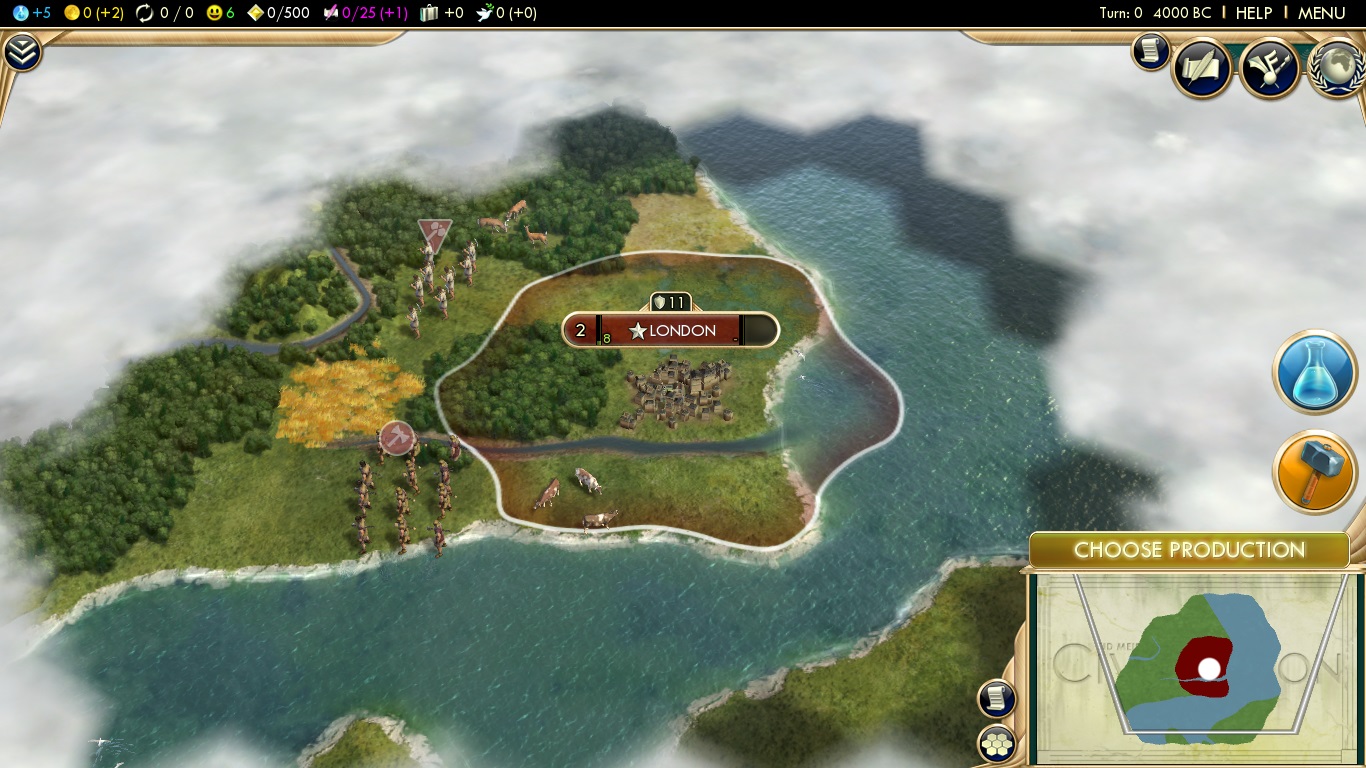 +5 0 (+2) 0 / 0 6 0/500 0/25 (+1) +0 0 (+0) Turn: 0 4000 BC HELP MENU
11
2 8 LONDON -
CHOOSE PRODUCTION